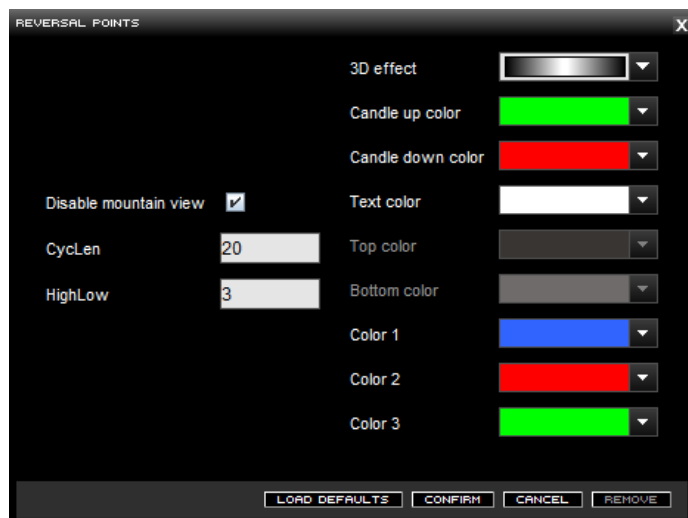 REVERSAL POINTS X
3D effect
Candle up color
Candle down color
Disable mountain view
Text color
CycLen 20
Top color
HighLow 3
Bottom color
Color 1
Color 2
Color 3
LOAD DEFAULTS CONFIRM CANCEL REMOVE